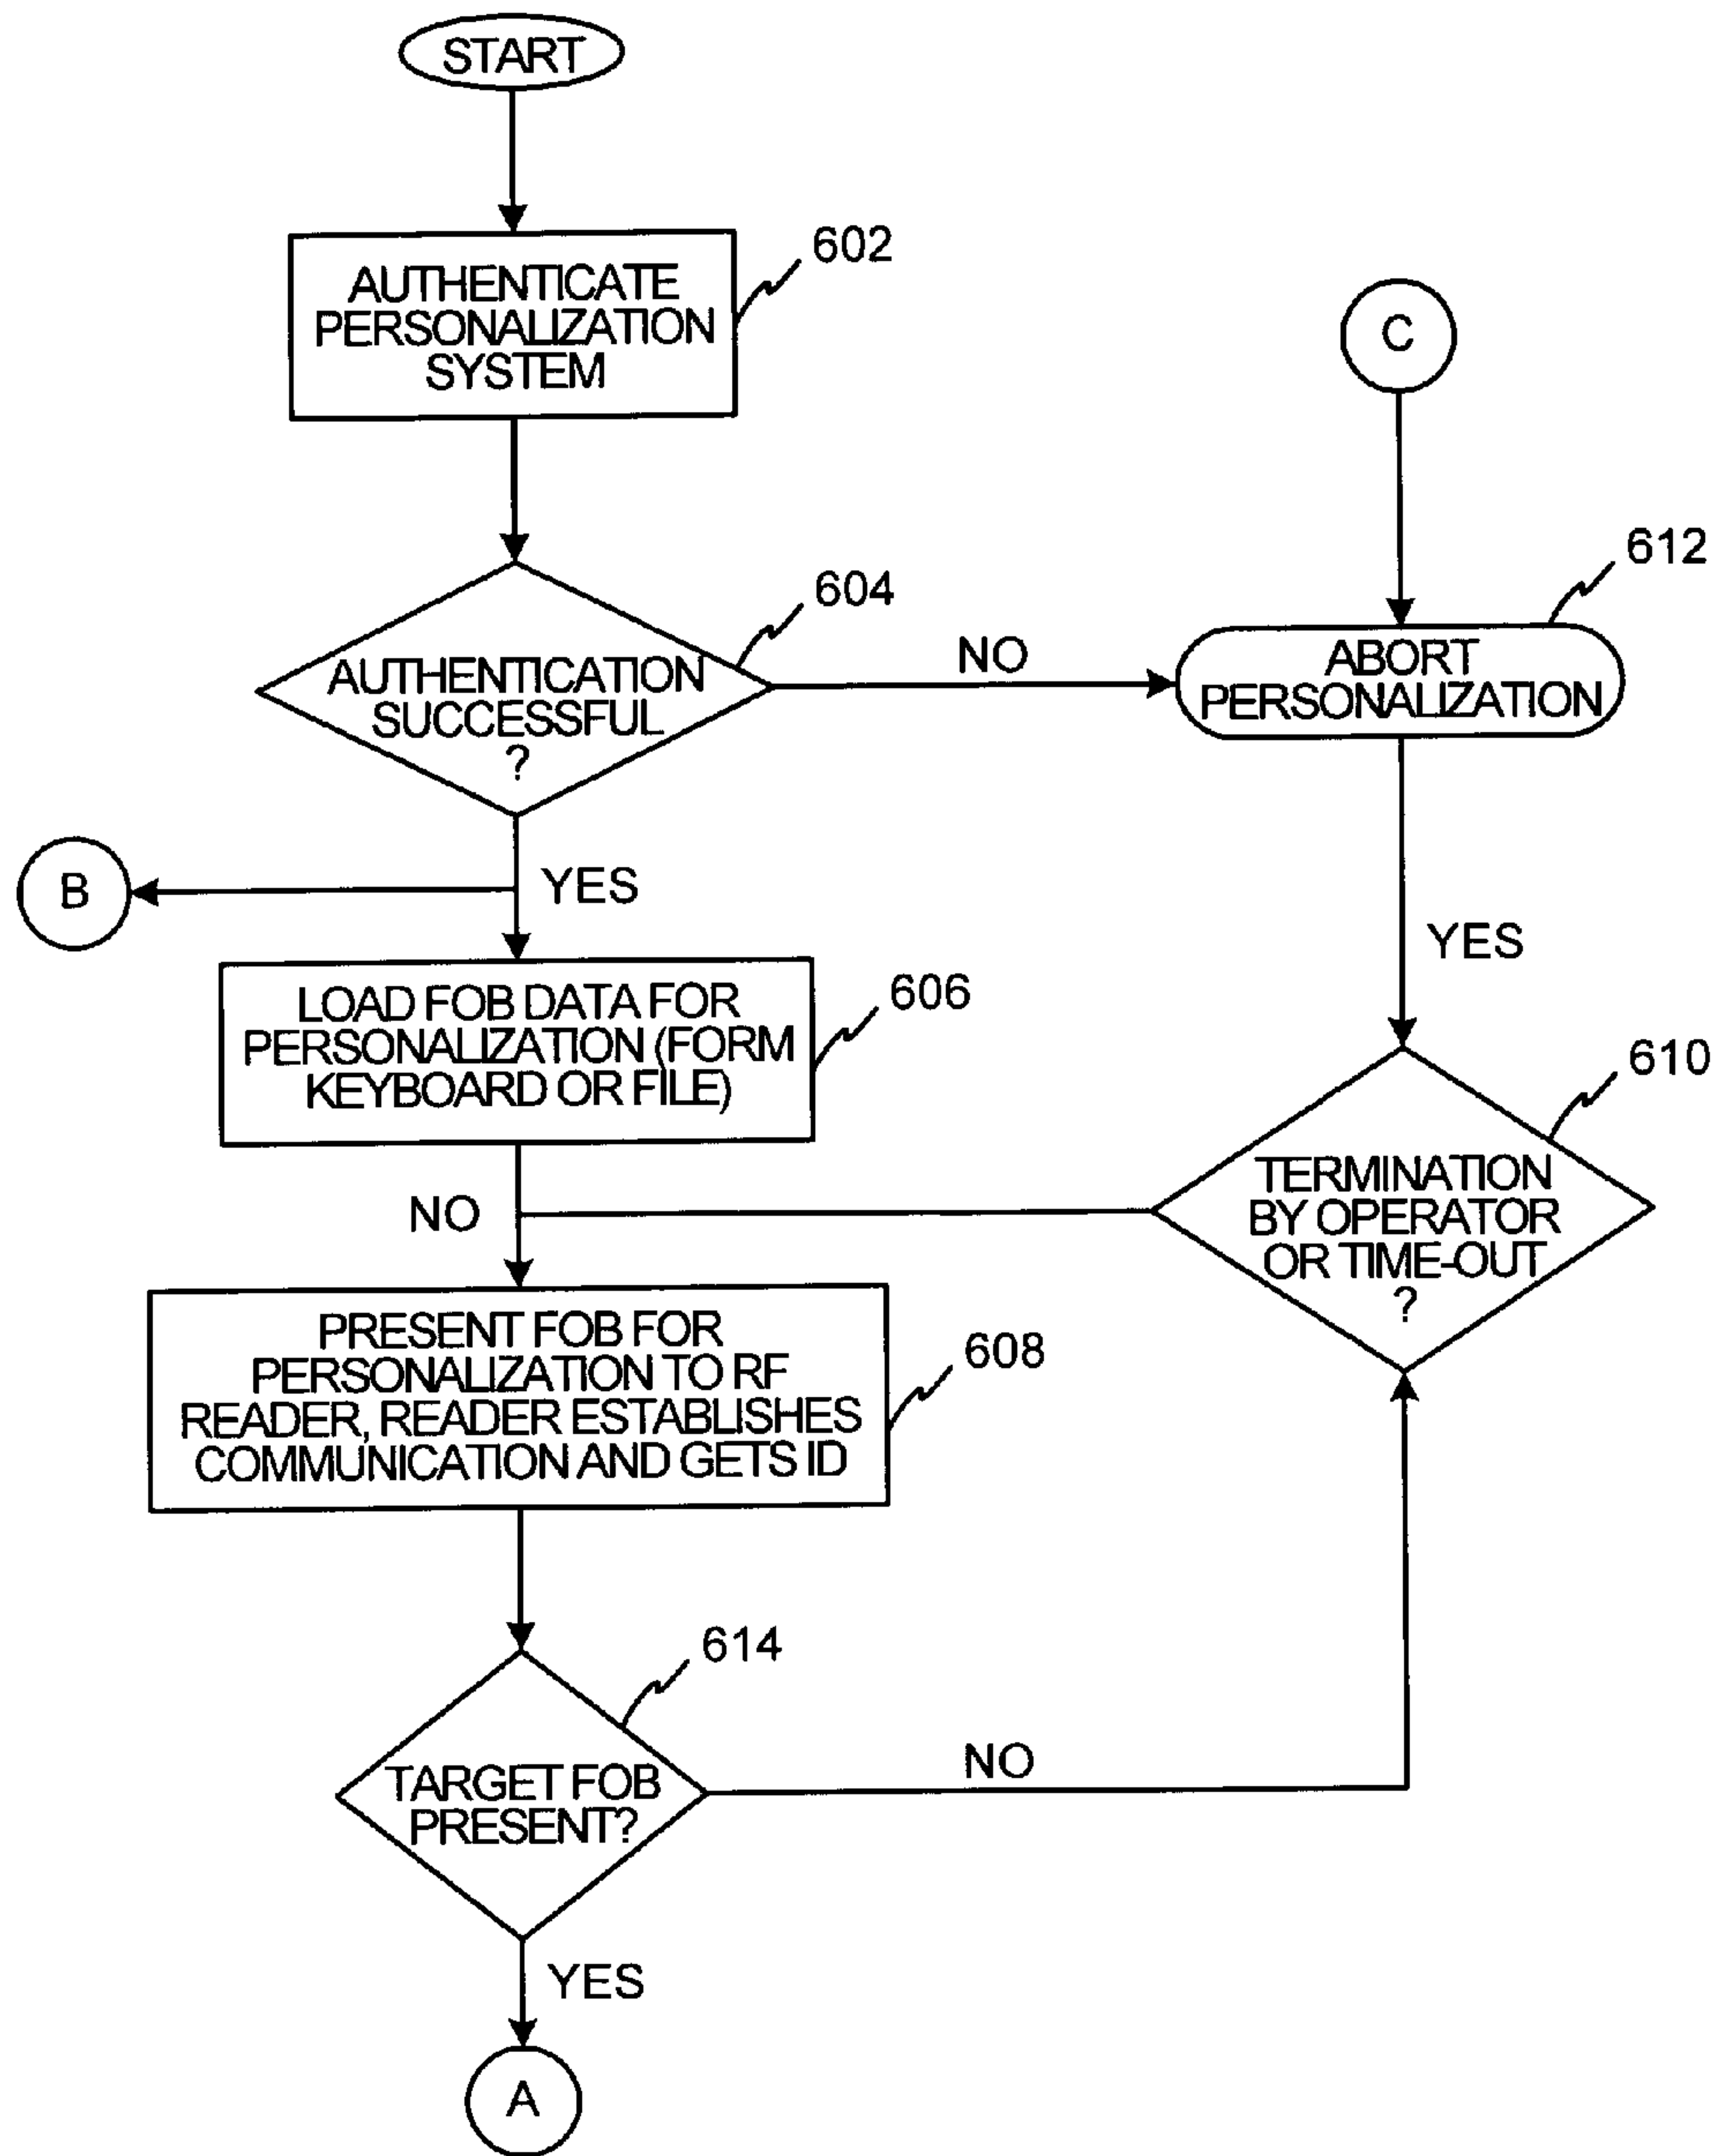 START
602
AUTHENTICATE
PERSONALIZATION
SYSTEM
C
612
604
AUTHENTICATION
SUCCESSFUL
?
NO
ABORT
PERSONALIZATION
B
YES
YES
606
LOAD FOB DATA FOR
PERSONALIZATION (FORM
KEYBOARD OR FILE)
610
TERMINATION
BY OPERATOR
OR TIME-OUT
?
NO
608
PRESENT FOB FOR
PERSONALIZATION TO RF
READER, READER ESTABLISHES
COMMUNICATION AND GETS ID
614
TARGET FOB
PRESENT?
NO
YES
A